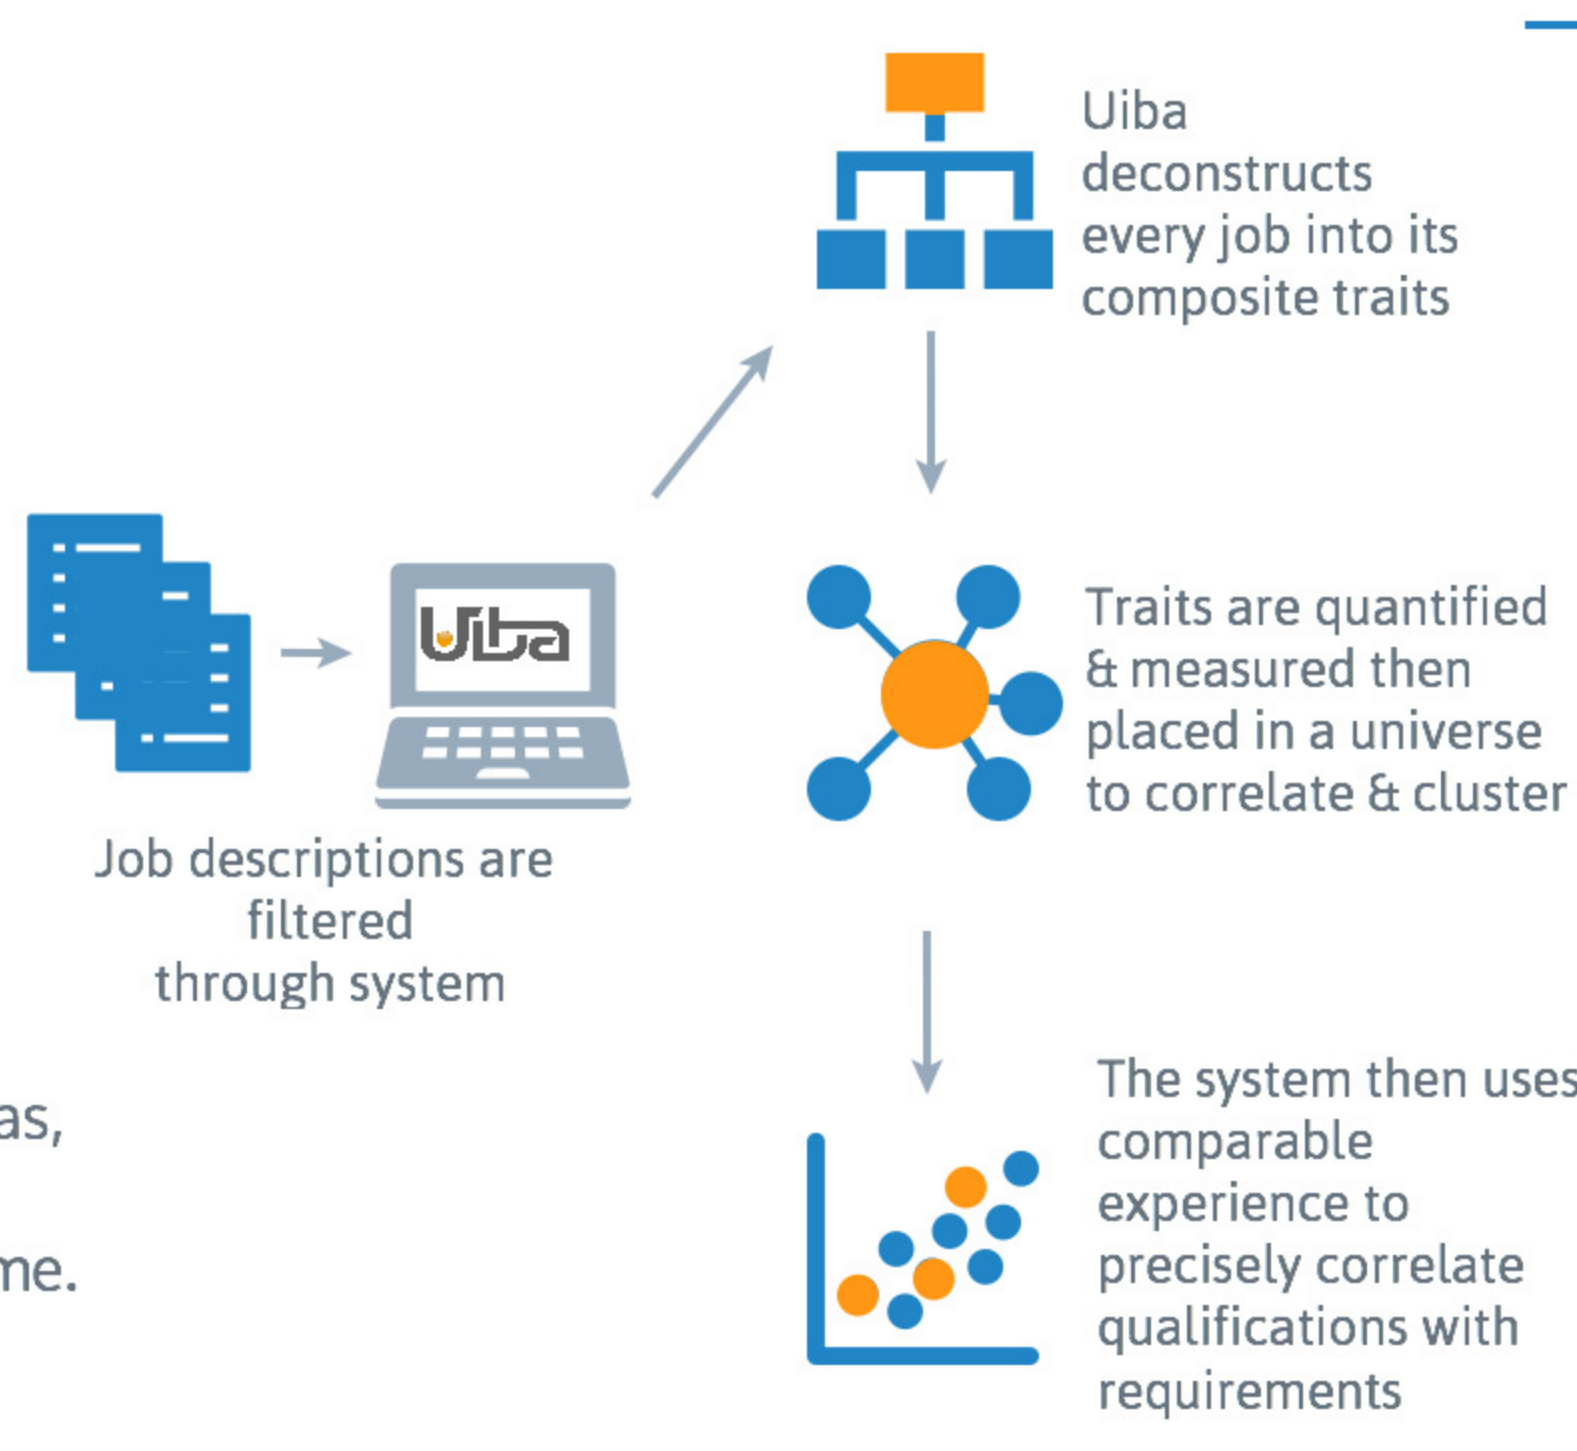 Uiba
deconstructs
every job into its
composite traits
Uiba
Job descriptions are
filtered
through system
Traits are quantified
& measured then
placed in a universe
to correlate & cluster
as,
me.
The system then uses
comparable
experience to
precisely correlate
qualifications with
requirements